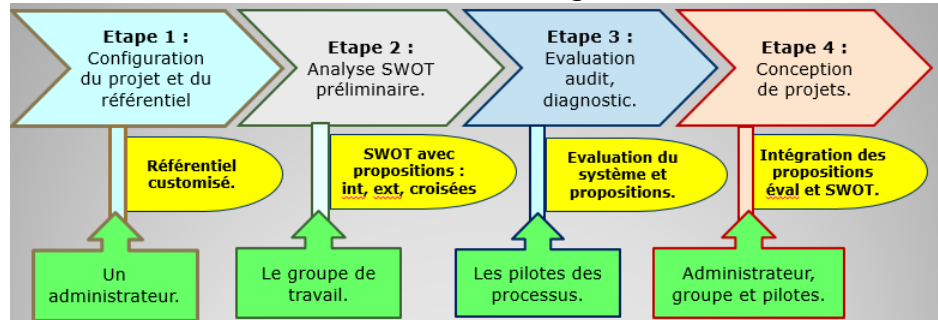 Etape 1 :
Configuration
du projet et du
référentiel
Etape 2 :
Analyse SWOT
préliminaire.
Etape 3 :
Evaluation
audit,
diagnostic.
Etape 4 :
Conception
de projets.
Référentiel
customisé.
SWOT avec
propositions :
int, ext, croisées
Evaluation du
système et
propositions.
Intégration des
propositions
éval et SWOT.
Un
administrateur.
Le groupe de
travail.
Les pilotes des
processus.
Administrateur,
groupe et pilotes.